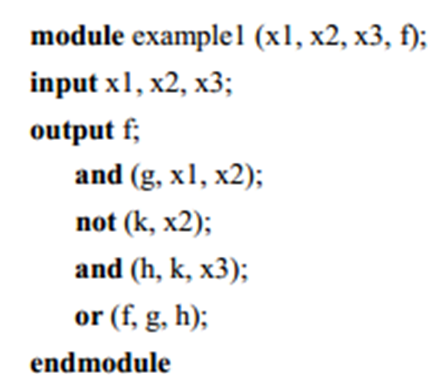 module example1 (x1, x2, x3, f);
input x1, x2, x3;
output f;
and (g, x1, x2);
not (k, x2);
and (h, k, x3);
or (f, g, h);
endmodule